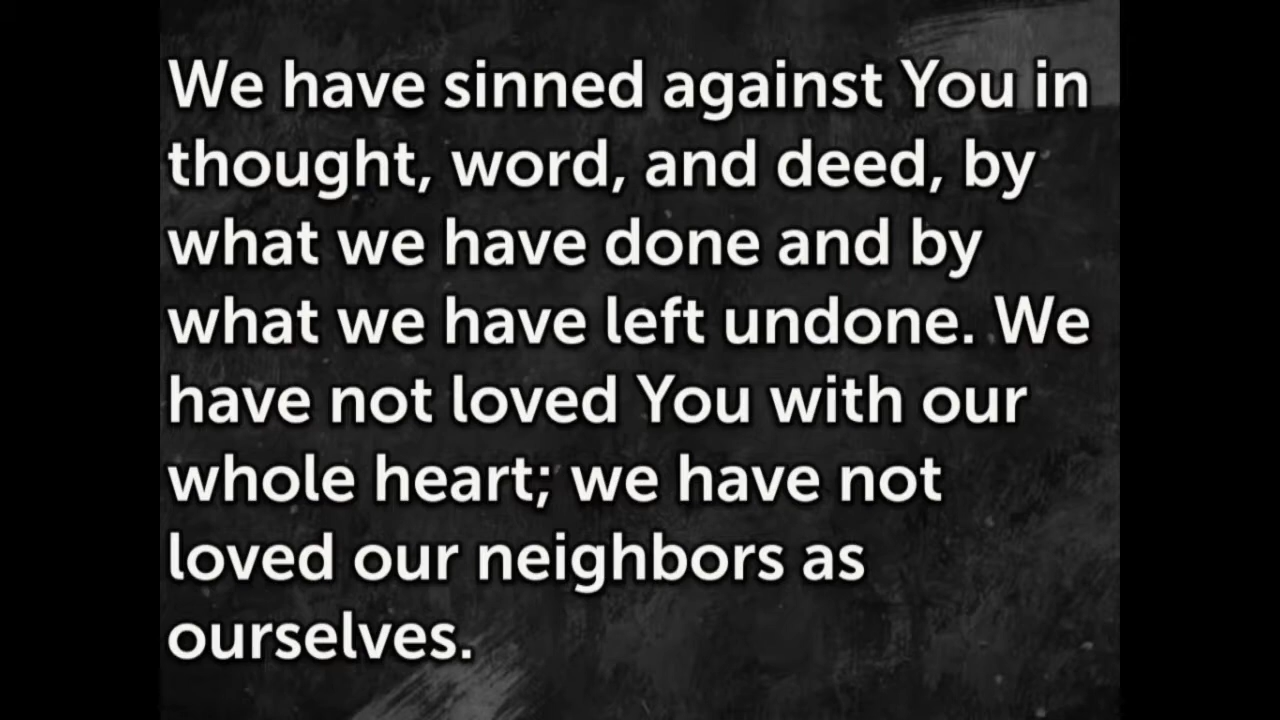 We have sinned against You in
thought, word, and deed, by
what we have done and by
what we have left undone. We
have not loved You with our
whole heart; we have not
loved our neighbors as
ourselves.